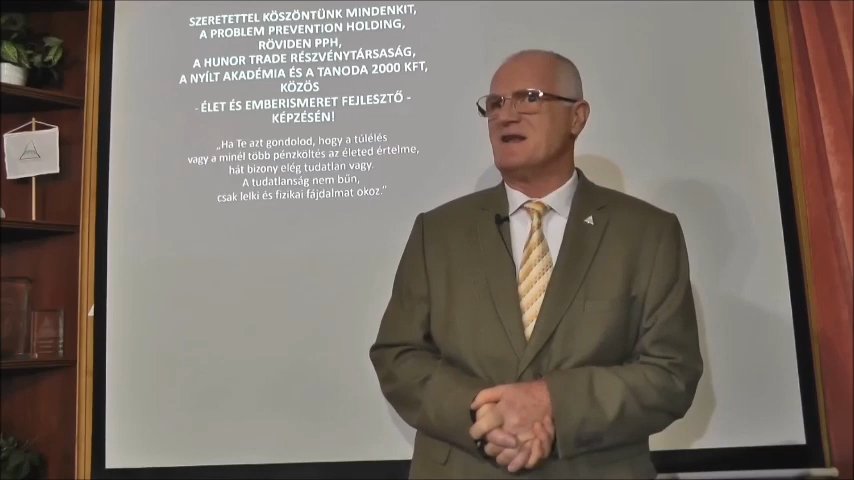 SZERETETTEL KÖSZÖNTÜNK MINDENKIT,
A PROBLEM PREVENTION HOLDING,
RÖVIDEN PPH,
A HUNOR TRADE RÉSZVÉNYTÁRSASÁG,
A NYÍLT AKADÉMIA ÉS A TANODA 2000 KFT,
KÖZÖS
- ÉLET ÉS EMBERISMERET FEJLESZTŐ -
KÉPZÉSÉN!
„Ha Te azt gondolod, hogy a túlélés
vagy a minél több pénzköltés az életed értelme,
hát bizony elég tudatlan vagy.
A tudatlanság nem bűn,
csak lelki és fizikai fájdalmat okoz.”